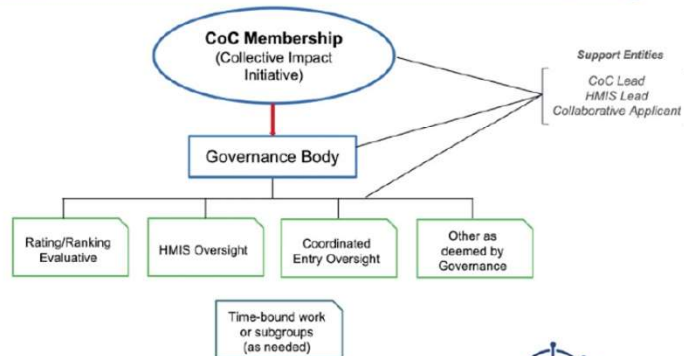 CoC Membership
(Collective Impact
Initiative)
Support Entities
CoC Lead
HMIS Lead
Collaborative Applicant
Governance Body
Rating/Ranking
Evaluative
HMIS Oversight
Coordinated
Entry Oversight
Other as
deemed by
Governance
Time-bound work
or subgroups
(as needed)